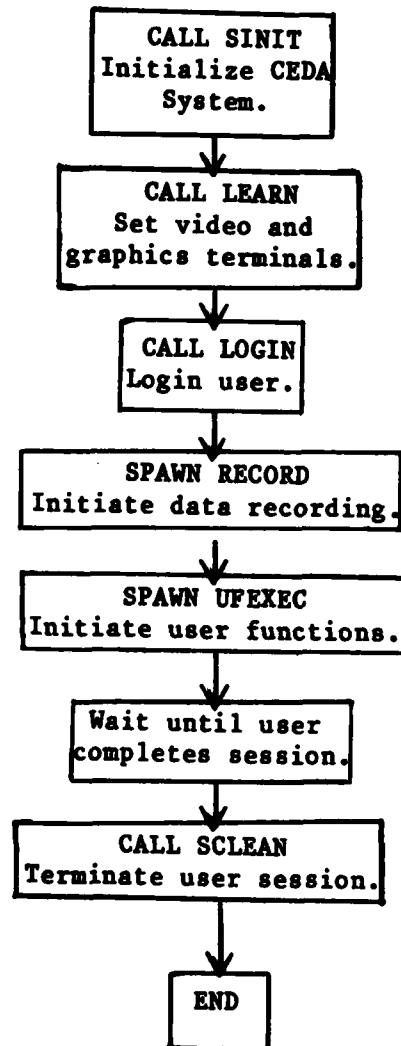 CALL SINIT
Initialize CEDA
System.
CALL LEARN
Set video and
graphics terminals.
CALL LOGIN
Login user.
SPAWN RECORD
Initiate data recording.
SPAWN UFEXEC
Initiate user functions.
Wait until user
completes session.
CALL SCLEAN
Terminate user session.
END